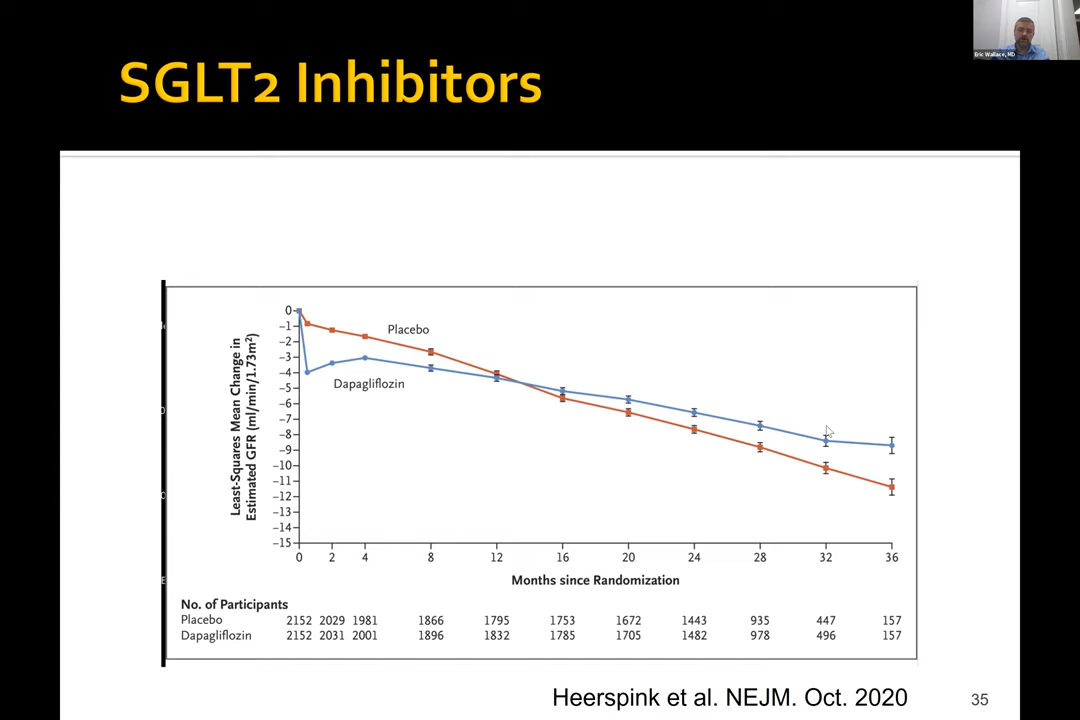 Eric Wallace, MD
SGLT2 Inhibitors
Least-Squares Mean Change in
Estimated GFR (ml/min/1.73m²)
0
−1
−2
−3
−4
−5
−6
−7
−8
−9
−10
−11
−12
−13
−14
−15
Placebo
Dapagliflozin
0 2 4 8 12 16 20 24 28 32 36
Months since Randomization
No. of Participants
Placebo 2152 2029 1981 1866 1795 1753 1672 1443 935 447 157
Dapagliflozin 2152 2031 2001 1896 1832 1785 1705 1482 978 496 157
Heerspink et al. NEJM. Oct. 2020
35